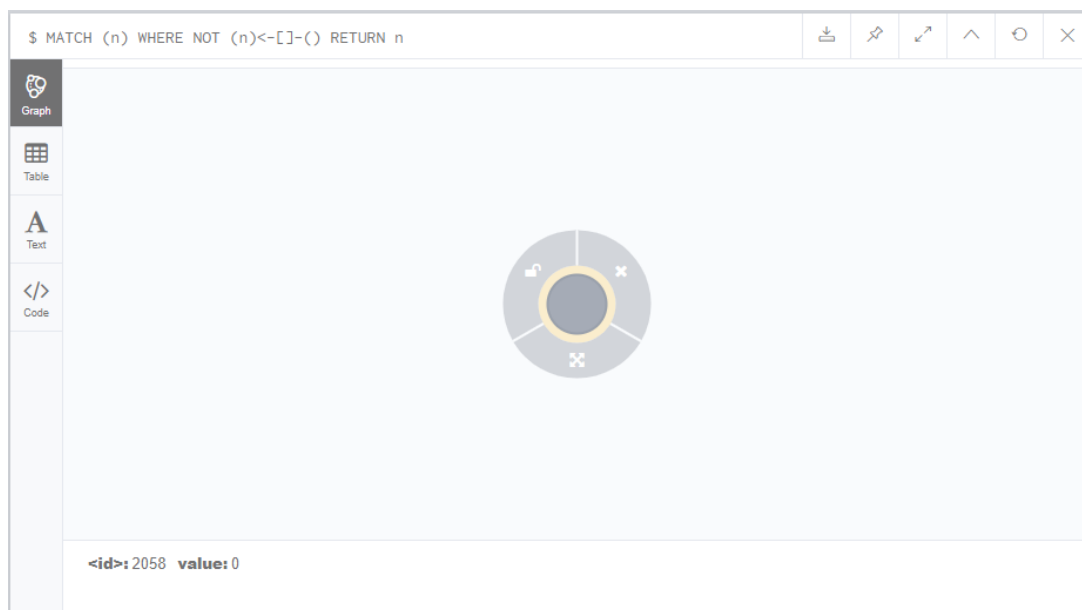 $ MATCH (n) WHERE NOT (n)<-[]-() RETURN n
Graph
Table
A
Text
</>
Code
<id>: 2058 value: 0